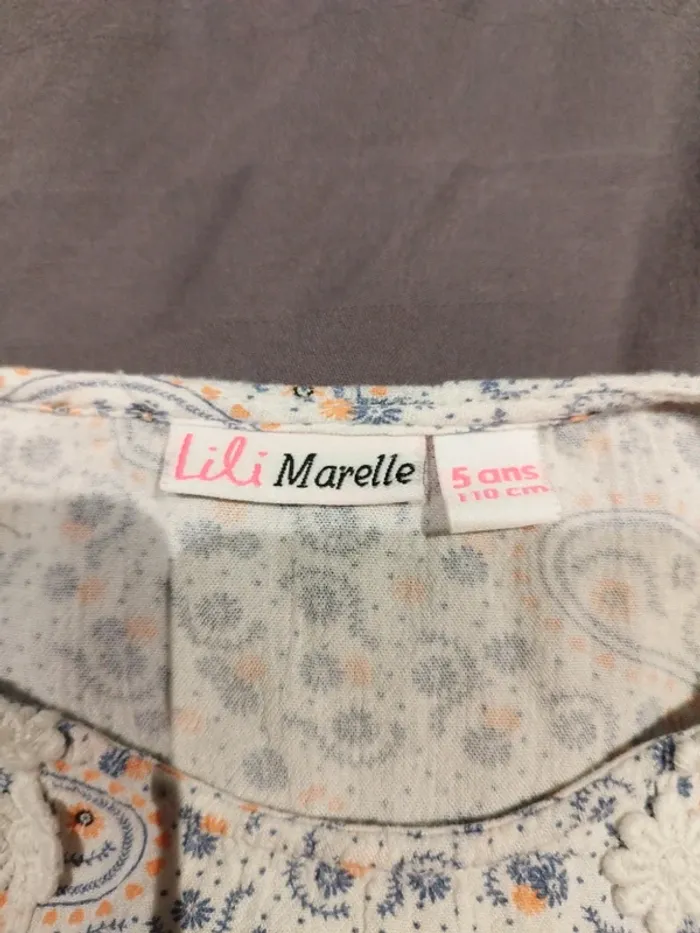 Lili Marelle
5 ans
110 cm